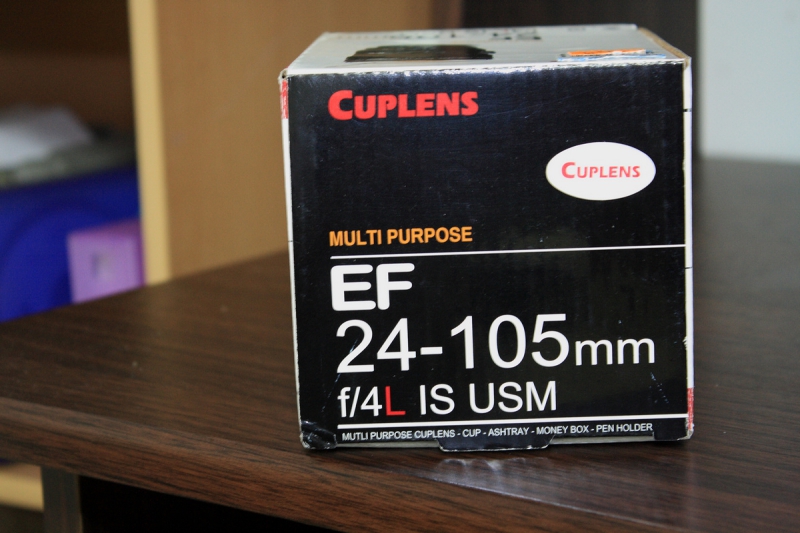 CUPLENS
CUPLENS
MULTI PURPOSE
EF
24-105mm
f/4L IS USM
MUTLI PURPOSE CUPLENS - CUP - ASHTRAY - MONEY BOX - PEN HOLDER